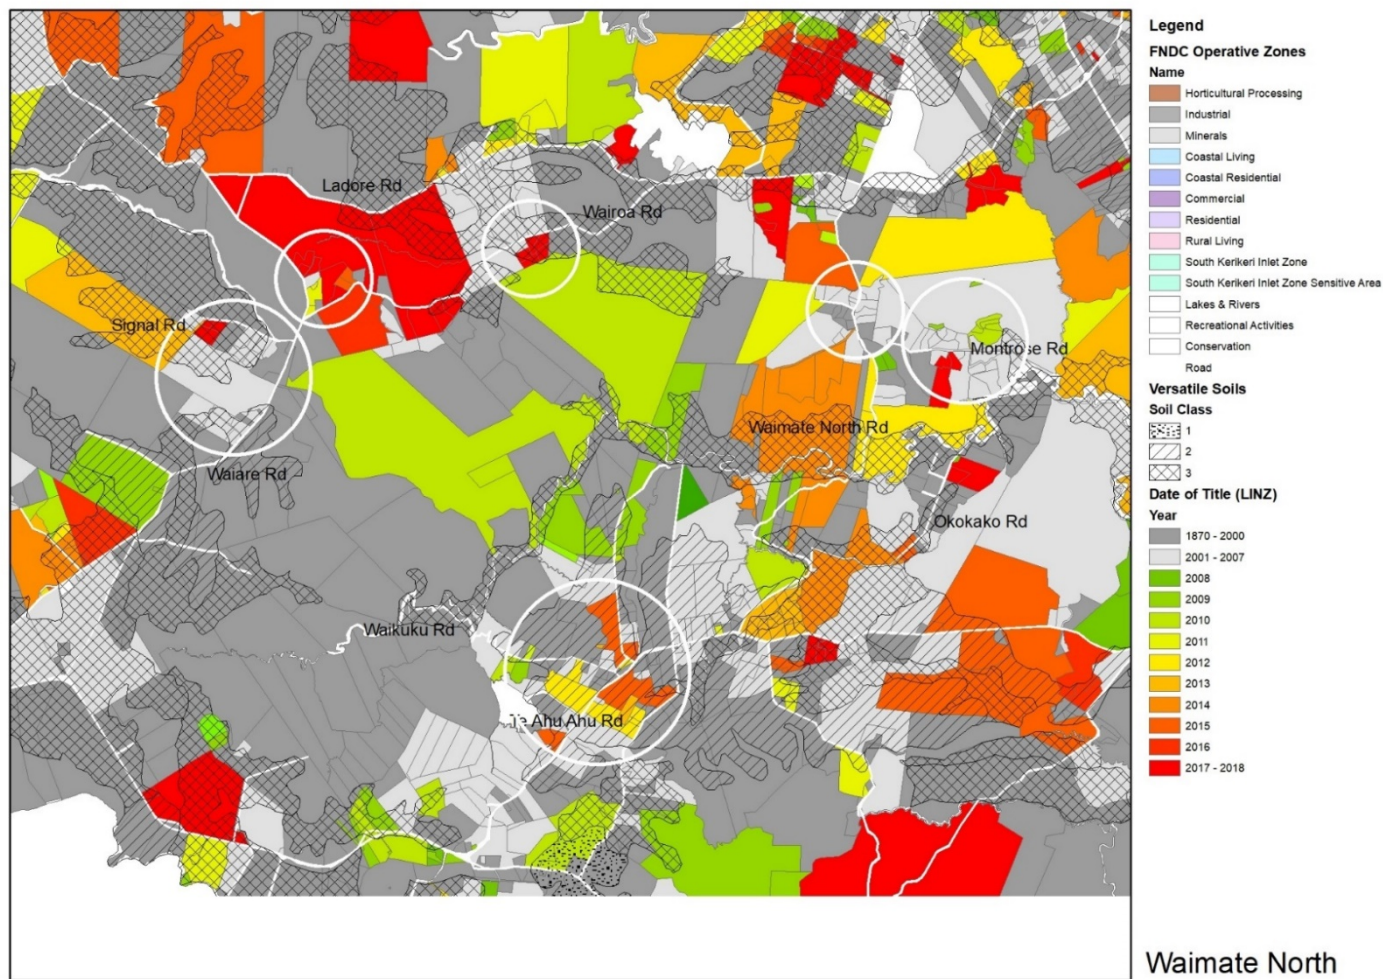 Legend
FNDC Operative Zones
Name
Horticultural Processing
Industrial
Minerals
Coastal Living
Coastal Residential
Commercial
Residential
Rural Living
South Kerikeri Inlet Zone
South Kerikeri Inlet Zone Sensitive Area
Lakes & Rivers
Recreational Activities
Conservation
Road
Versatile Soils
Soil Class
1
2
3
Date of Title (LINZ)
Year
1870 - 2000
2001 - 2007
2008
2009
2010
2011
2012
2013
2014
2015
2016
2017 - 2018
Ladore Rd
Wairoa Rd
Signal Rd
Montrose Rd
Waimate North Rd
Waiare Rd
Okokako Rd
Waikuku Rd
Te Ahu Ahu Rd
Waimate North